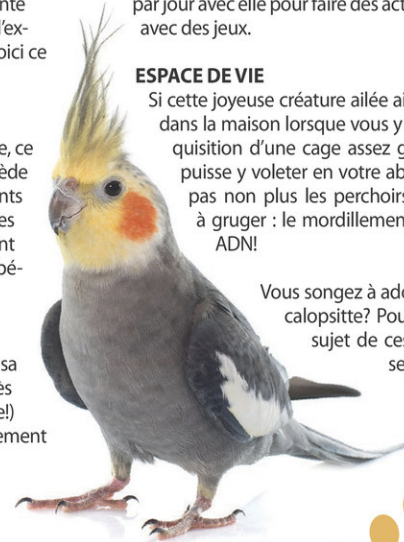 nte
l'ex-
oici ce
e, ce
ède
nts
es
nt
pé-
sa
ès
e!)
ement
par jour avec elle pour faire des act
avec des jeux.
ESPACE DE VIE
Si cette joyeuse créature ailée ai
dans la maison lorsque vous y
quisition d'une cage assez g
puisse y voleter en votre ab
pas non plus les perchoirs
à gruger : le mordillemen
ADN!
Vous songez à ado
calopsitte? Pou
sujet de ces
se